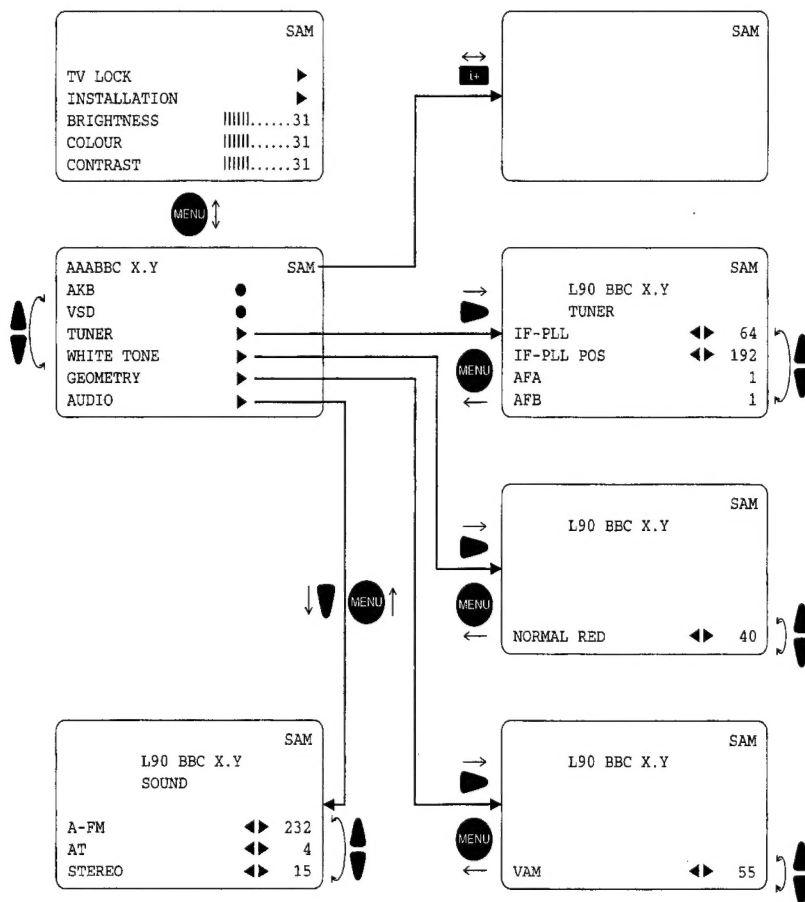 SAM
TV LOCK ▶
INSTALLATION ▶
BRIGHTNESS ||||||......31
COLOUR ||||||......31
CONTRAST ||||||......31
i+
SAM
MENU
AAABBC X.Y SAM
AKB ●
VSD ●
TUNER ▶
WHITE TONE ▶
GEOMETRY ▶
AUDIO ▶
SAM
L90 BBC X.Y
TUNER
IF-PLL ◀▶ 64
IF-PLL POS ◀▶ 192
AFA 1
AFB 1
MENU
SAM
L90 BBC X.Y
NORMAL RED ◀▶ 40
MENU
MENU
SAM
L90 BBC X.Y
SOUND
A-FM ◀▶ 232
AT ◀▶ 4
STEREO ◀▶ 15
SAM
L90 BBC X.Y
VAM ◀▶ 55
MENU